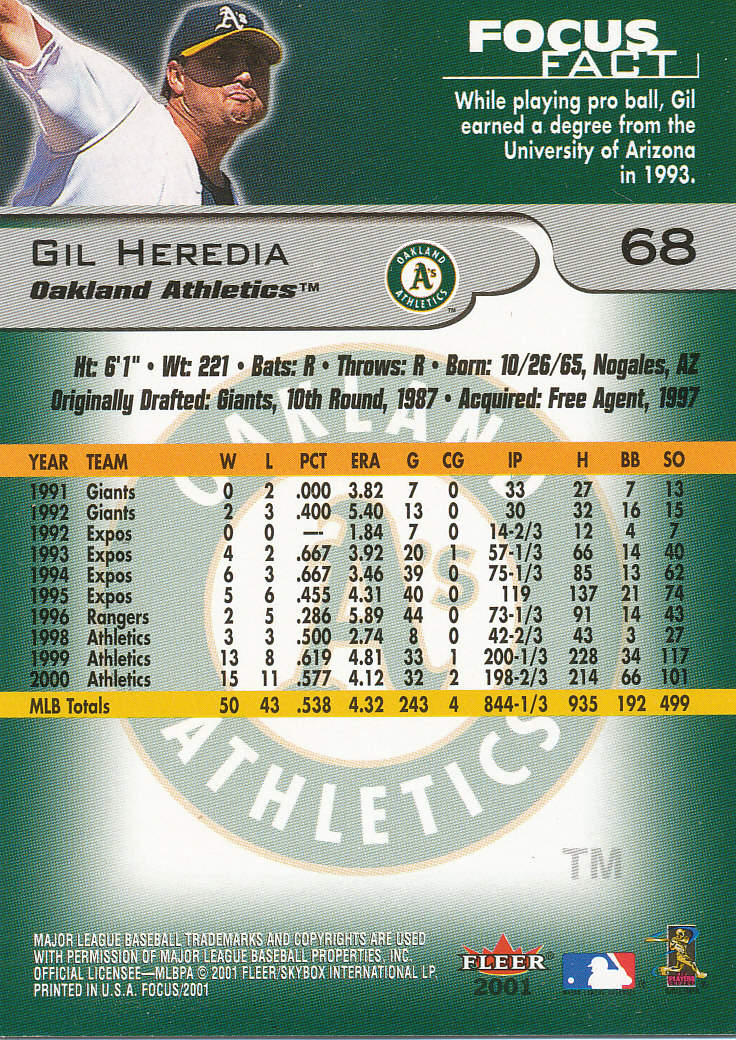 A's
FOCUS
FACT
While playing pro ball, Gil
earned a degree from the
University of Arizona
in 1993.
GIL HEREDIA
Oakland Athletics™
OAKLAND
A's
ATHLETICS
TM
68
Ht: 6'1" • Wt: 221 • Bats: R • Throws: R • Born: 10/26/65, Nogales, AZ
Originally Drafted: Giants, 10th Round, 1987 • Acquired: Free Agent, 1997
YEAR TEAM W L PCT ERA G CG IP H BB SO
1991 Giants 0 2 .000 3.82 7 0 33 27 7 13
1992 Giants 2 3 .400 5.40 13 0 30 32 16 15
1992 Expos 0 0 –-- 1.84 7 0 14-2/3 12 4 7
1993 Expos 4 2 .667 3.92 20 1 57-1/3 66 14 40
1994 Expos 6 3 .667 3.46 39 0 75-1/3 85 13 62
1995 Expos 5 6 .455 4.31 40 0 119 137 21 74
1996 Rangers 2 5 .286 5.89 44 0 73-1/3 91 14 43
1998 Athletics 3 3 .500 2.74 8 0 42-2/3 43 3 27
1999 Athletics 13 8 .619 4.81 33 1 200-1/3 228 34 117
2000 Athletics 15 11 .577 4.12 32 2 198-2/3 214 66 101
MLB Totals 50 43 .538 4.32 243 4 844-1/3 935 192 499
OAKLAND
A's
ATHLETICS
TM
MAJOR LEAGUE BASEBALL TRADEMARKS AND COPYRIGHTS ARE USED
WITH PERMISSION OF MAJOR LEAGUE BASEBALL PROPERTIES, INC.
OFFICIAL LICENSEE—MLBPA © 2001 FLEER/SKYBOX INTERNATIONAL LP.
PRINTED IN U.S.A. FOCUS/2001
FLEER
2001
PLAYERS